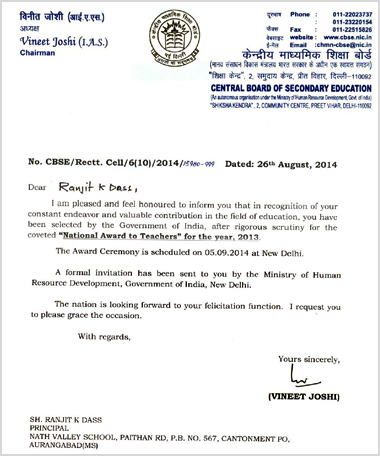 विनीत जोशी (आई.ए.एस.)
अध्यक्ष
Vineet Joshi (I.A.S.)
Chairman
दूरभाष Phone : 011-22023737
: 011-23220154
फैक्स Fax : 011-22515826
वेबसाईट website : www.cbse.nic.in
ई-मेल Email : chmn-cbse@nic.in
केन्द्रीय माध्यमिक शिक्षा बोर्ड
(मानव संसाधन विकास मंत्रालय भारत सरकार के अधीन एक स्वायत्त संगठन)
"शिक्षा केन्द्र", 2, समुदाय केन्द्र, प्रीत विहार, दिल्ली-110092
CENTRAL BOARD OF SECONDARY EDUCATION
(An autonomous organisation under the Ministry of Human Resource Development, Govt. of India)
"SHIKSHA KENDRA", 2, COMMUNITY CENTRE, PREET VIHAR, DELHI-110092
No. CBSE/Rectt. Cell/6(10)/2014/ Dated: 26th August, 2014
Dear Ranjit K Dass,
I am pleased and feel honoured to inform you that in recognition of your
constant endeavor and valuable contribution in the field of education, you have
been selected by the Government of India, after rigorous scrutiny for the
coveted "National Award to Teachers" for the year, 2013.
The Award Ceremony is scheduled on 05.09.2014 at New Delhi.
A formal invitation has been sent to you by the Ministry of Human
Resource Development, Government of India, New Delhi.
The nation is looking forward to your felicitation function. I request you
to please grace the occasion.
With regards,
Yours sincerely,
(VINEET JOSHI)
SH. RANJIT K DASS
PRINCIPAL
NATH VALLEY SCHOOL, PAITHAN RD, P.B. NO. 567, CANTONMENT PO,
AURANGABAD(MS)